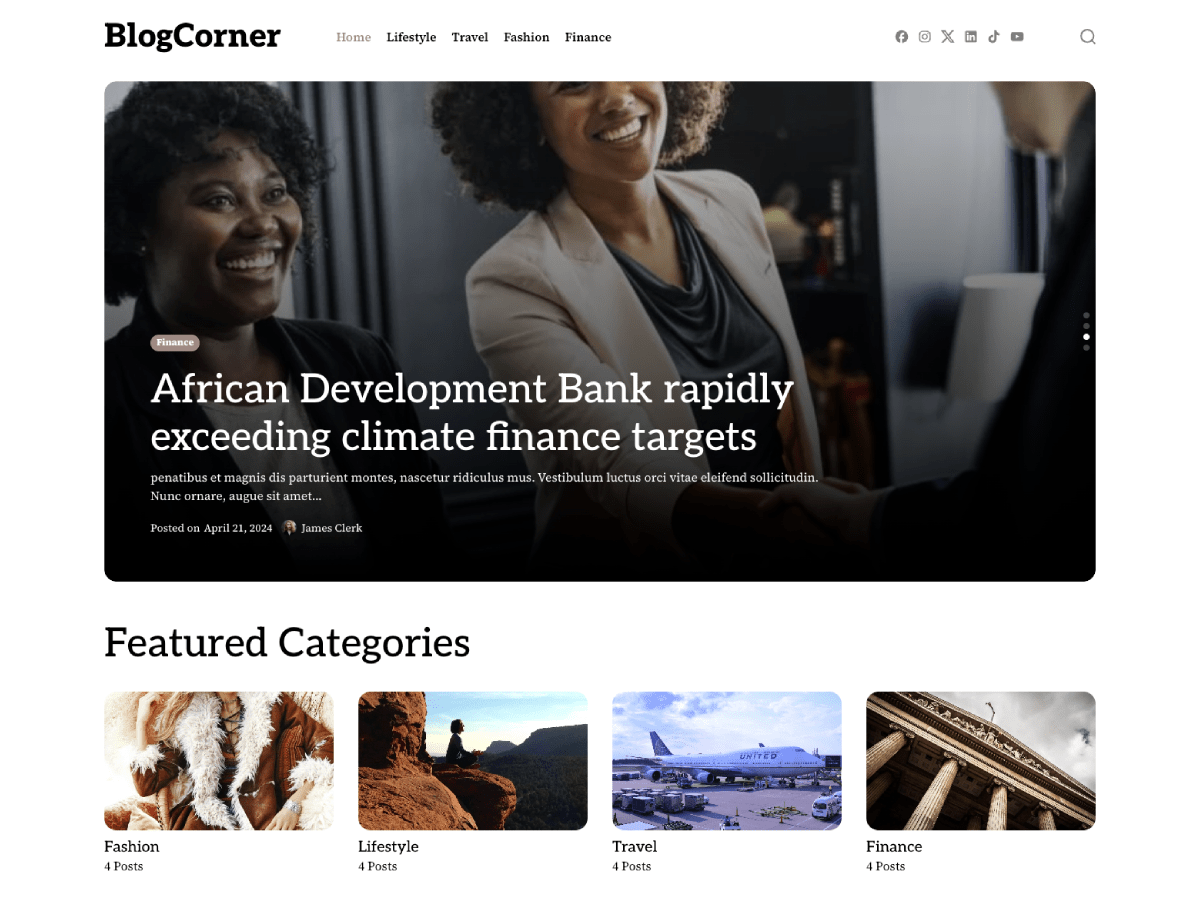 BlogCorner
Home Lifestyle Travel Fashion Finance
Finance
African Development Bank rapidly
exceeding climate finance targets
penatibus et magnis dis parturient montes, nascetur ridiculus mus. Vestibulum luctus orci vitae eleifend sollicitudin.
Nunc ornare, augue sit amet...
Posted on April 21, 2024 James Clerk
Featured Categories
UNITED
Fashion Lifestyle Travel Finance
4 Posts 4 Posts 4 Posts 4 Posts